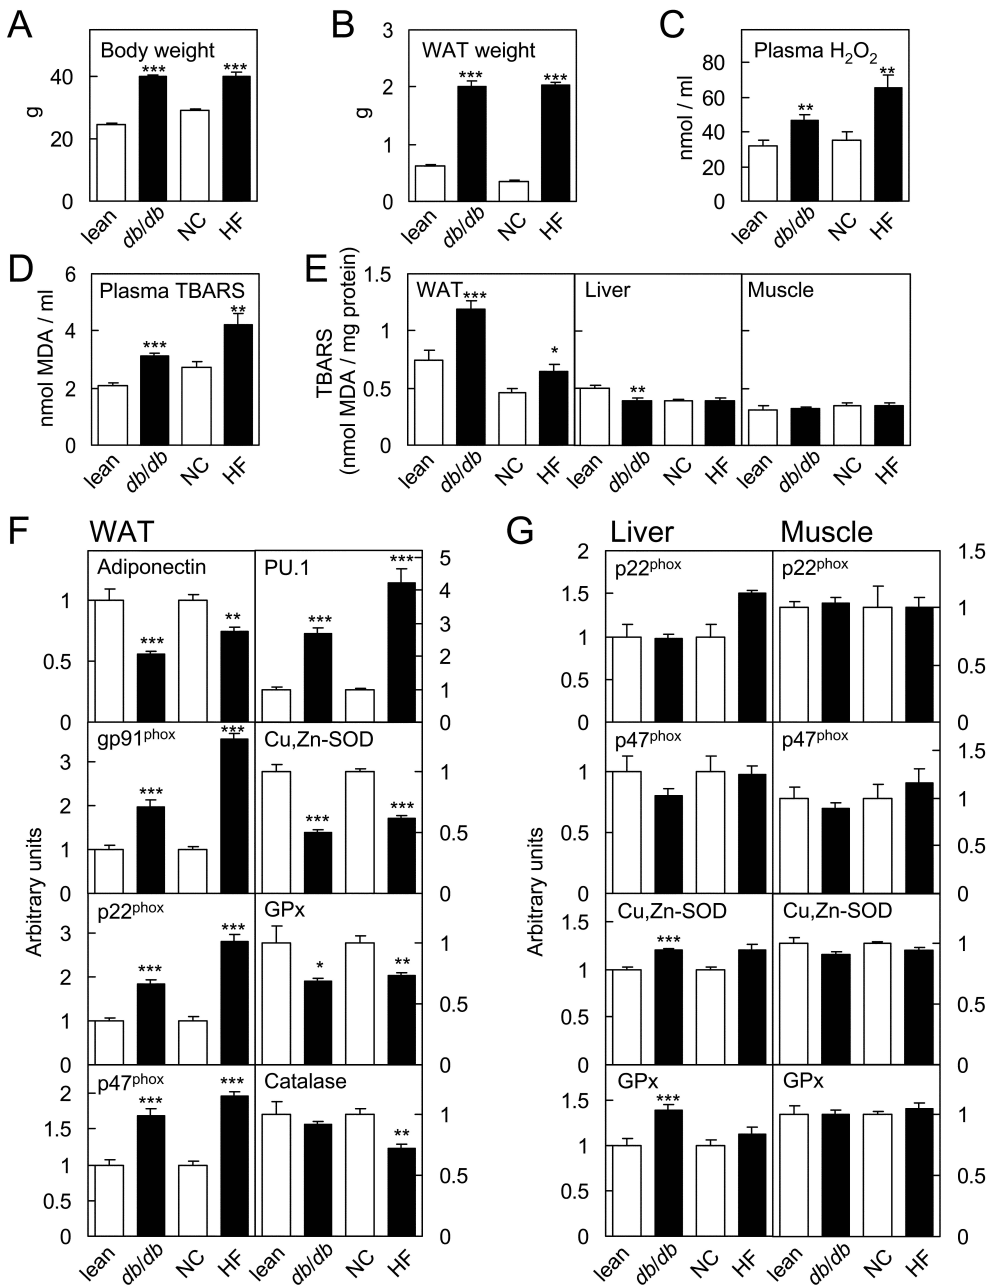 A
Body weight
g
40
20
0
***
***
lean
db/db
NC
HF
B
WAT weight
g
3
2
1
0
***
***
lean
db/db
NC
HF
C
Plasma H2O2
nmol / ml
80
60
40
20
0
**
**
lean
db/db
NC
HF
D
Plasma TBARS
nmol MDA / ml
6
4
2
0
***
**
lean
db/db
NC
HF
E
TBARS
(nmol MDA / mg protein)
1.5
1
0.5
0
WAT
***
*
Liver
**
Muscle
lean
db/db
NC
HF
lean
db/db
NC
HF
lean
db/db
NC
HF
F
WAT
Arbitrary units
Adiponectin
1
0.5
0
***
**
PU.1
5
4
3
2
1
0
***
***
gp91phox
3
2
1
0
***
***
Cu,Zn-SOD
1
0.5
0
***
***
p22phox
3
2
1
0
***
***
GPx
1
0.5
0
*
**
p47phox
2
1.5
1
0.5
0
***
***
Catalase
1
0.5
0
**
lean
db/db
NC
HF
lean
db/db
NC
HF
G
Liver
Muscle
Arbitrary units
p22phox
2
1.5
1
0.5
0
p22phox
1.5
1
0.5
0
p47phox
1
0.5
0
p47phox
1.5
1
0.5
0
Cu,Zn-SOD
1.5
1
0.5
0
***
Cu,Zn-SOD
1
0.5
0
GPx
1.5
1
0.5
0
***
GPx
1
0.5
0
lean
db/db
NC
HF
lean
db/db
NC
HF